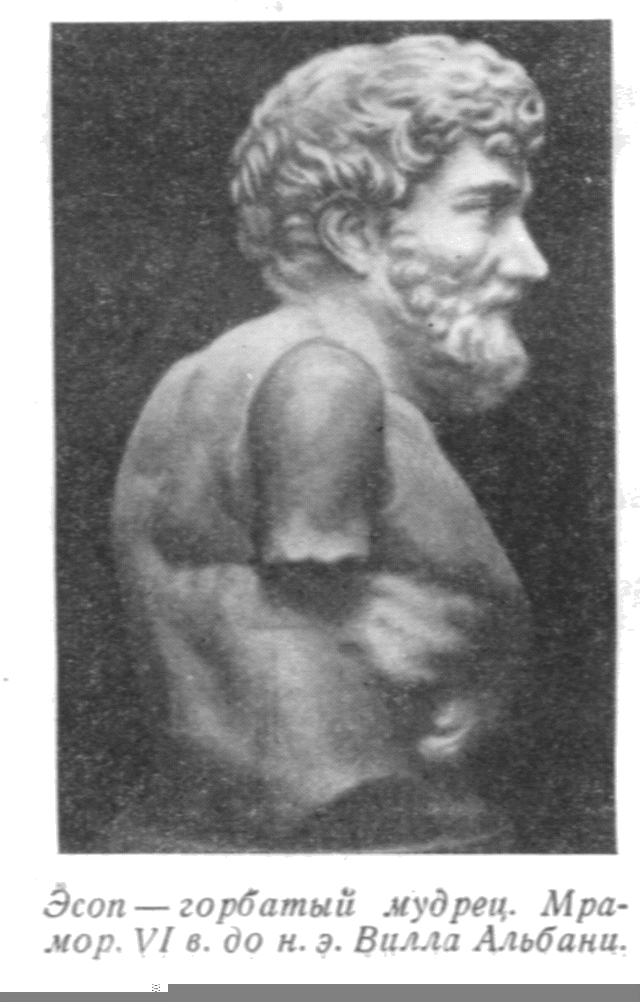 Эсоп — горбатый мудрец. Мра-
мор. VI в. до н. э. Вилла Альбани.